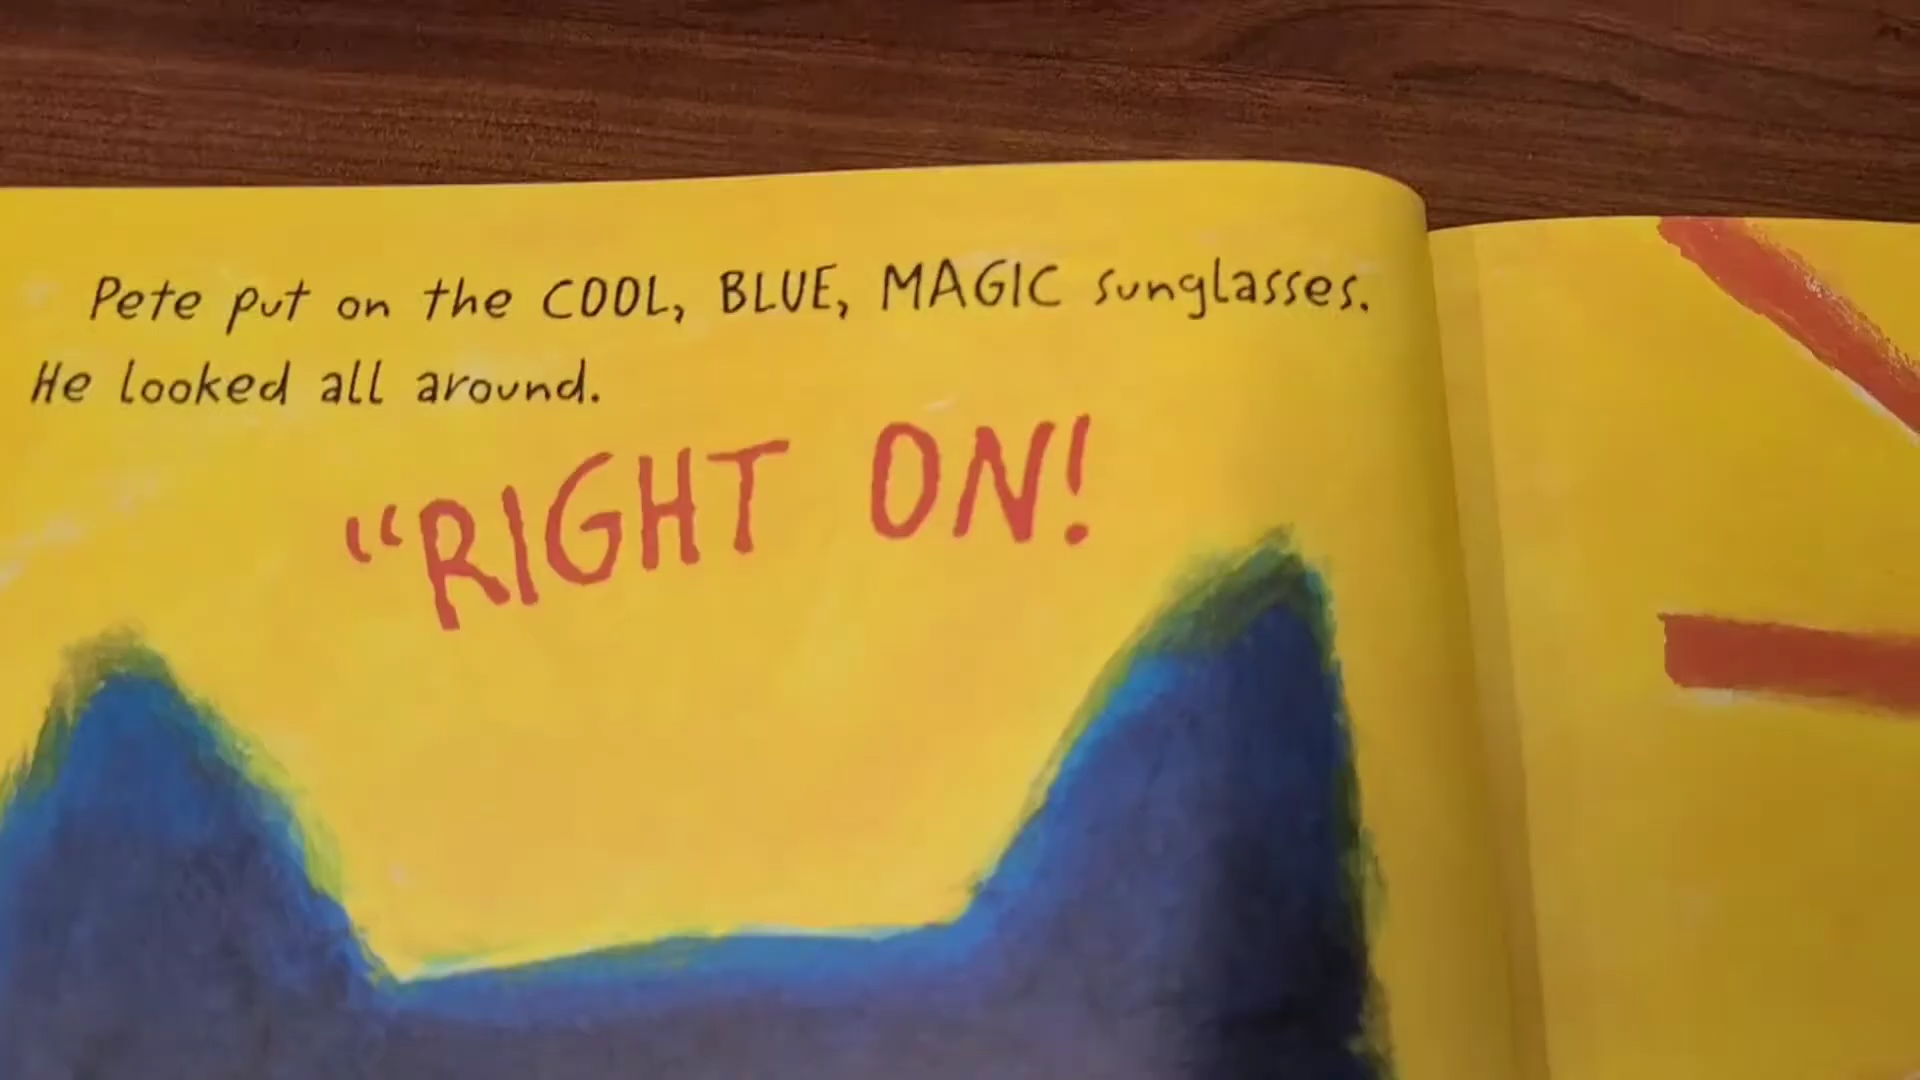 Pete put on the COOL, BLUE, MAGIC sunglasses.
He looked all around.
“RIGHT ON!